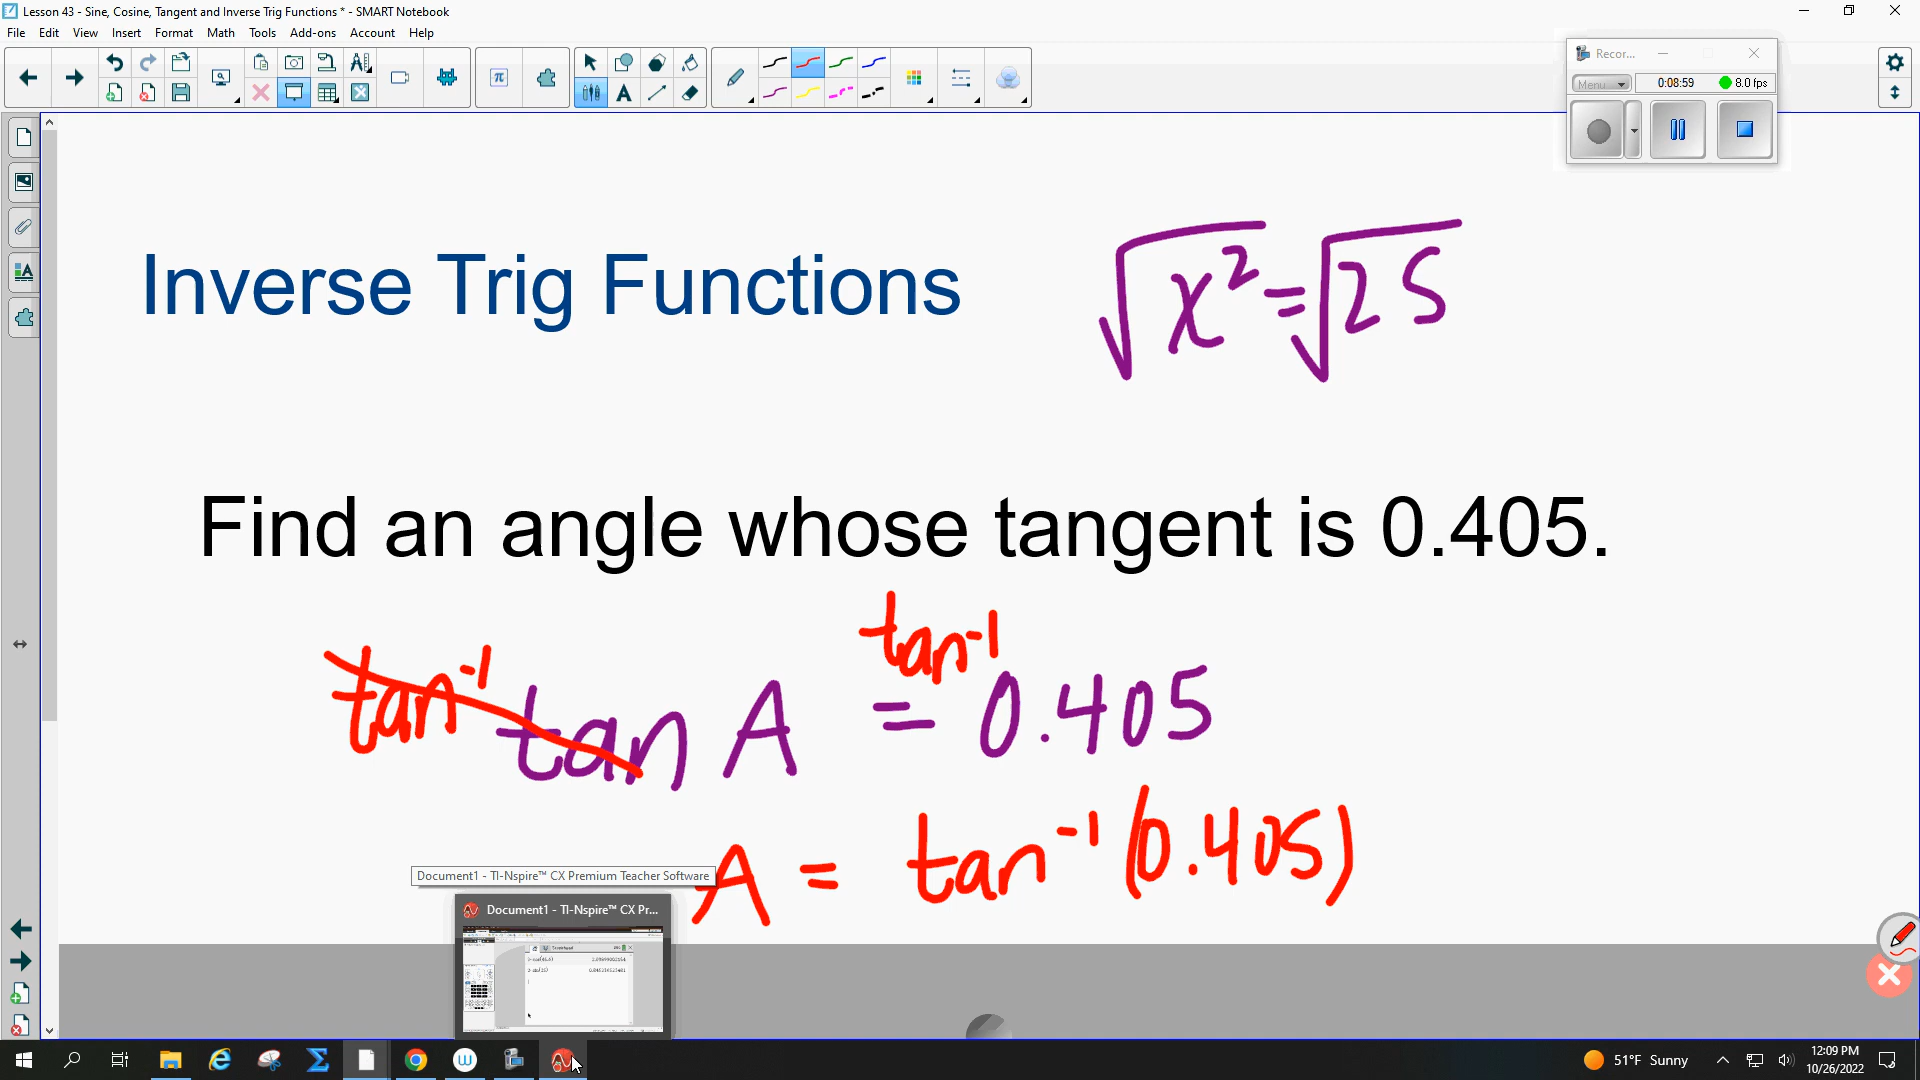 Lesson 43 - Sine, Cosine, Tangent and Inverse Trig Functions * - SMART Notebook
File Edit View Insert Format Math Tools Add-ons Account Help
Recor...
Menu 0:08:59 8.0 fps
√x² = √25
Inverse Trig Functions
Find an angle whose tangent is 0.405.
tan⁻¹
tan⁻¹ tan A = 0.405
A = tan⁻¹(0.405)
Document1 - TI-Nspire™ CX Premium Teacher Software
Document1 - TI-Nspire™ CX Pr...
51°F Sunny
12:09 PM
10/26/2022